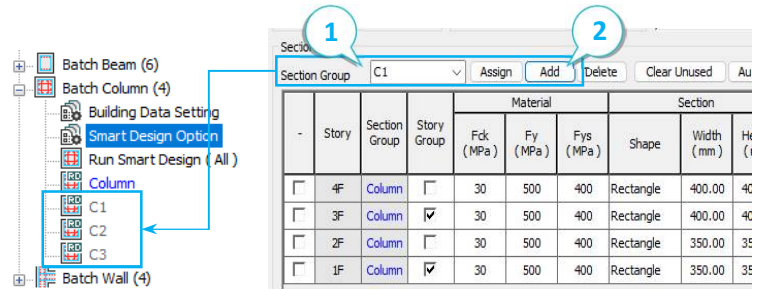 1
2
Batch Beam (6)
Batch Column (4)
Building Data Setting
Smart Design Option
Run Smart Design ( All )
Column
C1
C2
C3
Batch Wall (4)
Section Group C1 Assign Add Delete Clear Unused
Material Section
- Story Section Group Story Group Fck (MPa) Fy (MPa) Fys (MPa) Shape Width (mm)
4F Column 30 500 400 Rectangle 400.00
3F Column 30 500 400 Rectangle 400.00
2F Column 30 500 400 Rectangle 350.00
1F Column 30 500 400 Rectangle 350.00